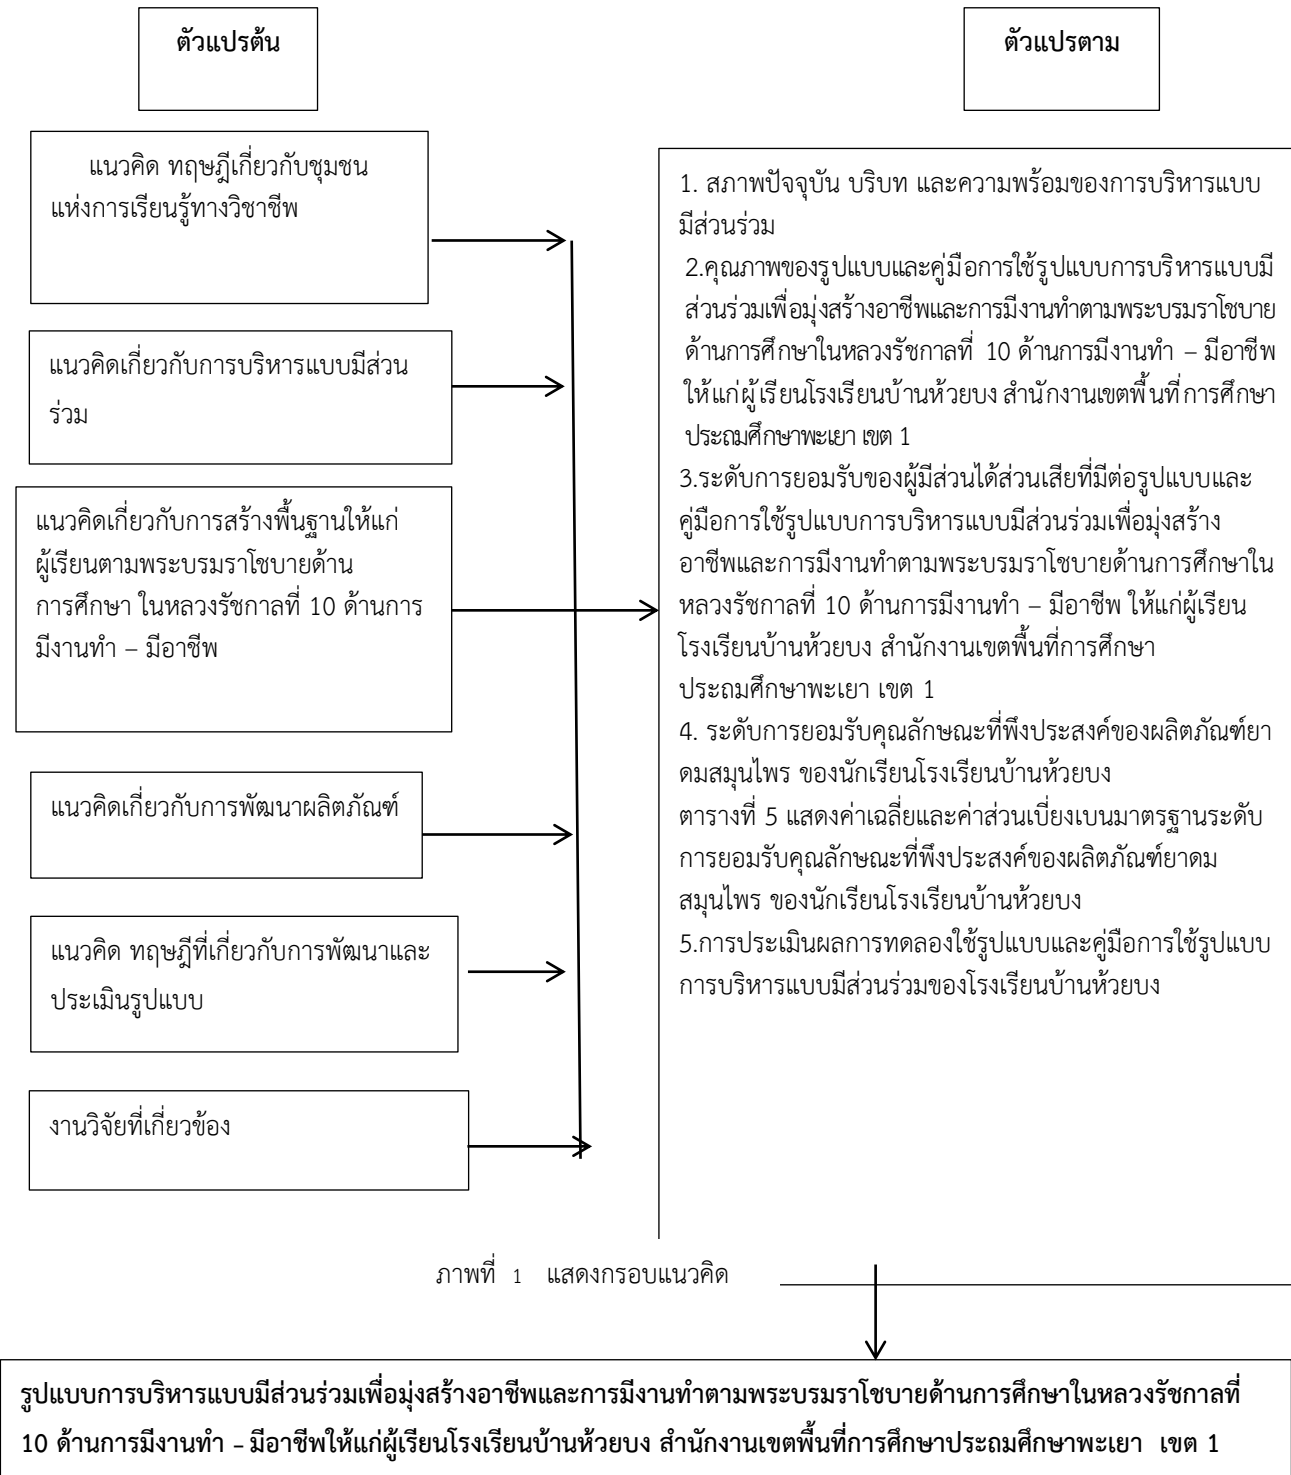 ตัวแปรต้น
ตัวแปรตาม
แนวคิด ทฤษฎีเกี่ยวกับชุมชน
แห่งการเรียนรู้ทางวิชาชีพ
แนวคิดเกี่ยวกับการบริหารแบบมีส่วน
ร่วม
แนวคิดเกี่ยวกับการสร้างพื้นฐานให้แก่
ผู้เรียนตามพระบรมราโชบายด้าน
การศึกษา ในหลวงรัชกาลที่ 10 ด้านการ
มีงานทำ – มีอาชีพ
แนวคิดเกี่ยวกับการพัฒนาผลิตภัณฑ์
แนวคิด ทฤษฎีที่เกี่ยวกับการพัฒนาและ
ประเมินรูปแบบ
งานวิจัยที่เกี่ยวข้อง
1. สภาพปัจจุบัน บริบท และความพร้อมของการบริหารแบบ
มีส่วนร่วม
2.คุณภาพของรูปแบบและคู่มือการใช้รูปแบบการบริหารแบบมี
ส่วนร่วมเพื่อมุ่งสร้างอาชีพและการมีงานทำตามพระบรมราโชบาย
ด้านการศึกษาในหลวงรัชกาลที่ 10 ด้านการมีงานทำ – มีอาชีพ
ให้แก่ผู้เรียนโรงเรียนบ้านห้วยบง สำนักงานเขตพื้นที่การศึกษา
ประถมศึกษาพะเยา เขต 1
3.ระดับการยอมรับของผู้มีส่วนได้ส่วนเสียที่มีต่อรูปแบบและ
คู่มือการใช้รูปแบบการบริหารแบบมีส่วนร่วมเพื่อมุ่งสร้าง
อาชีพและการมีงานทำตามพระบรมราโชบายด้านการศึกษาใน
หลวงรัชกาลที่ 10 ด้านการมีงานทำ – มีอาชีพ ให้แก่ผู้เรียน
โรงเรียนบ้านห้วยบง สำนักงานเขตพื้นที่การศึกษา
ประถมศึกษาพะเยา เขต 1
4. ระดับการยอมรับคุณลักษณะที่พึงประสงค์ของผลิตภัณฑ์ยา
ดมสมุนไพร ของนักเรียนโรงเรียนบ้านห้วยบง
ตารางที่ 5 แสดงค่าเฉลี่ยและค่าส่วนเบี่ยงเบนมาตรฐานระดับ
การยอมรับคุณลักษณะที่พึงประสงค์ของผลิตภัณฑ์ยาดม
สมุนไพร ของนักเรียนโรงเรียนบ้านห้วยบง
5.การประเมินผลการทดลองใช้รูปแบบและคู่มือการใช้รูปแบบ
การบริหารแบบมีส่วนร่วมของโรงเรียนบ้านห้วยบง
ภาพที่ 1 แสดงกรอบแนวคิด
รูปแบบการบริหารแบบมีส่วนร่วมเพื่อมุ่งสร้างอาชีพและการมีงานทำตามพระบรมราโชบายด้านการศึกษาในหลวงรัชกาลที่
10 ด้านการมีงานทำ – มีอาชีพให้แก่ผู้เรียนโรงเรียนบ้านห้วยบง สำนักงานเขตพื้นที่การศึกษาประถมศึกษาพะเยา เขต 1